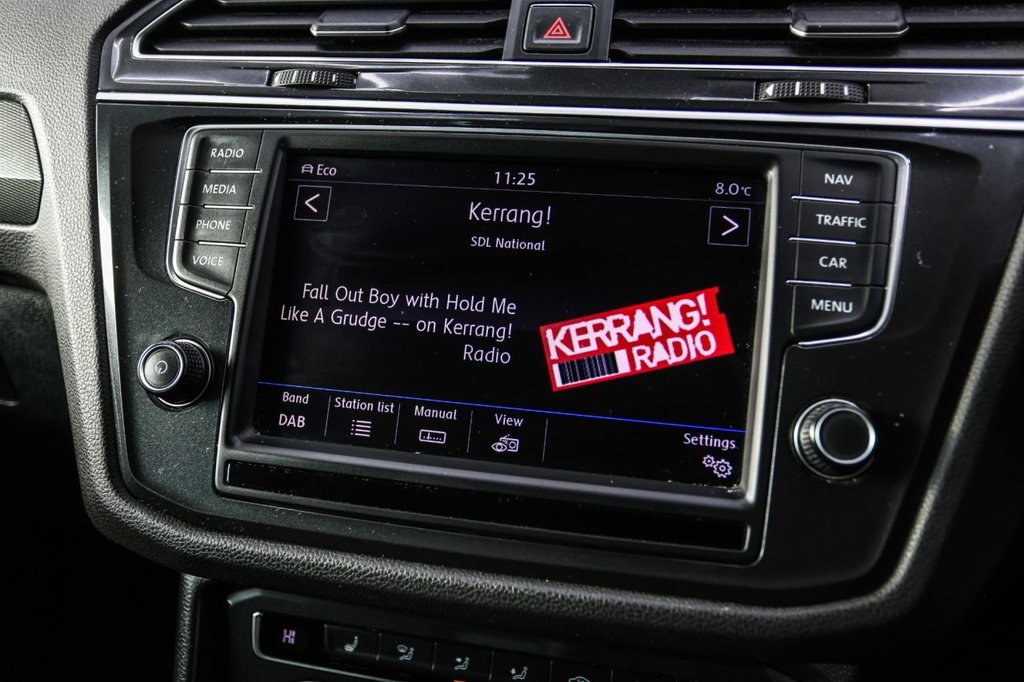 RADIO
MEDIA
PHONE
VOICE
Eco
11:25
8.0°C
<
Kerrang!
>
SDL National
Fall Out Boy with Hold Me
Like A Grudge -- on Kerrang!
Radio
KERRANG!
RADIO
Band
DAB
Station list
Manual
View
Settings
NAV
TRAFFIC
CAR
MENU
HI